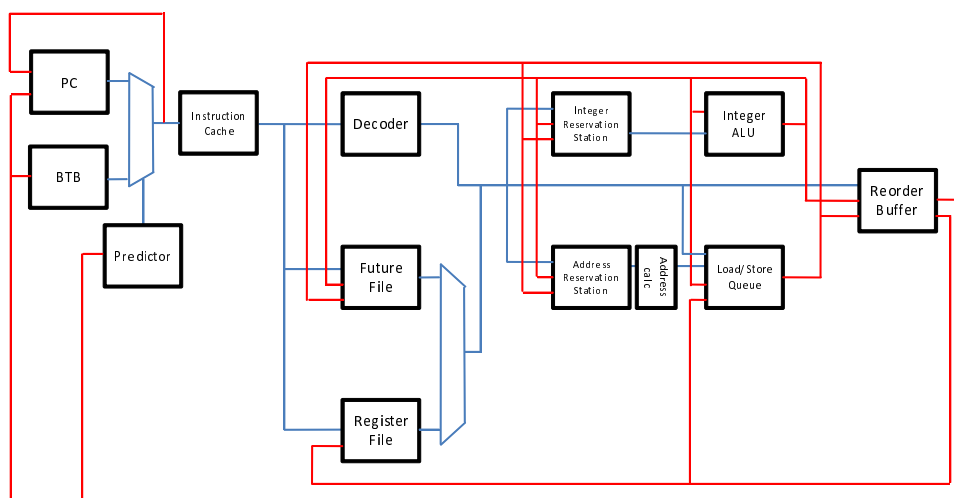 PC
BTB
Predictor
Instruction
Cache
Decoder
Future
File
Register
File
Integer
Reservation
Station
Address
Reservation
Station
Address
calc
Integer
ALU
Load/Store
Queue
Reorder
Buffer